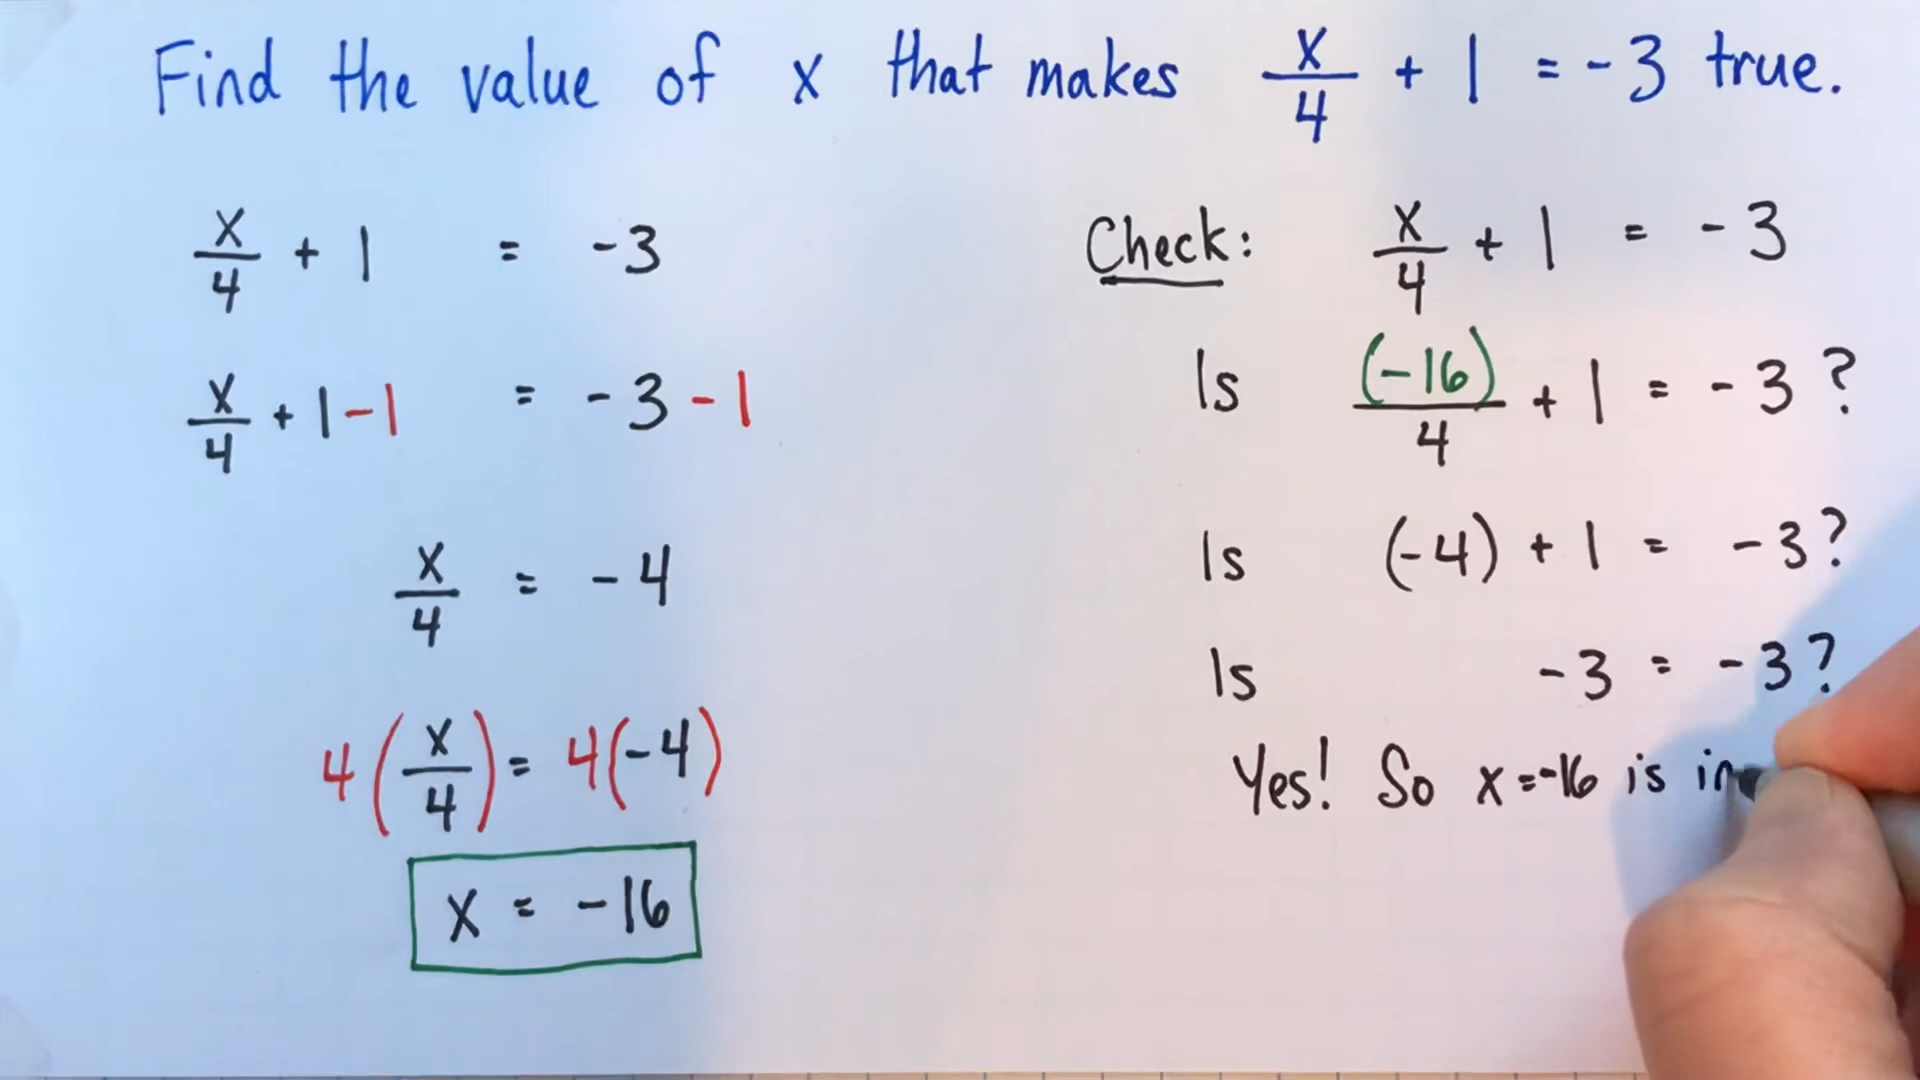 Find the value of x that makes x/4 + 1 = -3 true.
x/4 + 1 = -3
x/4 + 1 - 1 = -3 - 1
x/4 = -4
4(x/4) = 4(-4)
x = -16
Check: x/4 + 1 = -3
Is (-16)/4 + 1 = -3?
Is (-4) + 1 = -3?
Is -3 = -3?
Yes! So x = -16 is